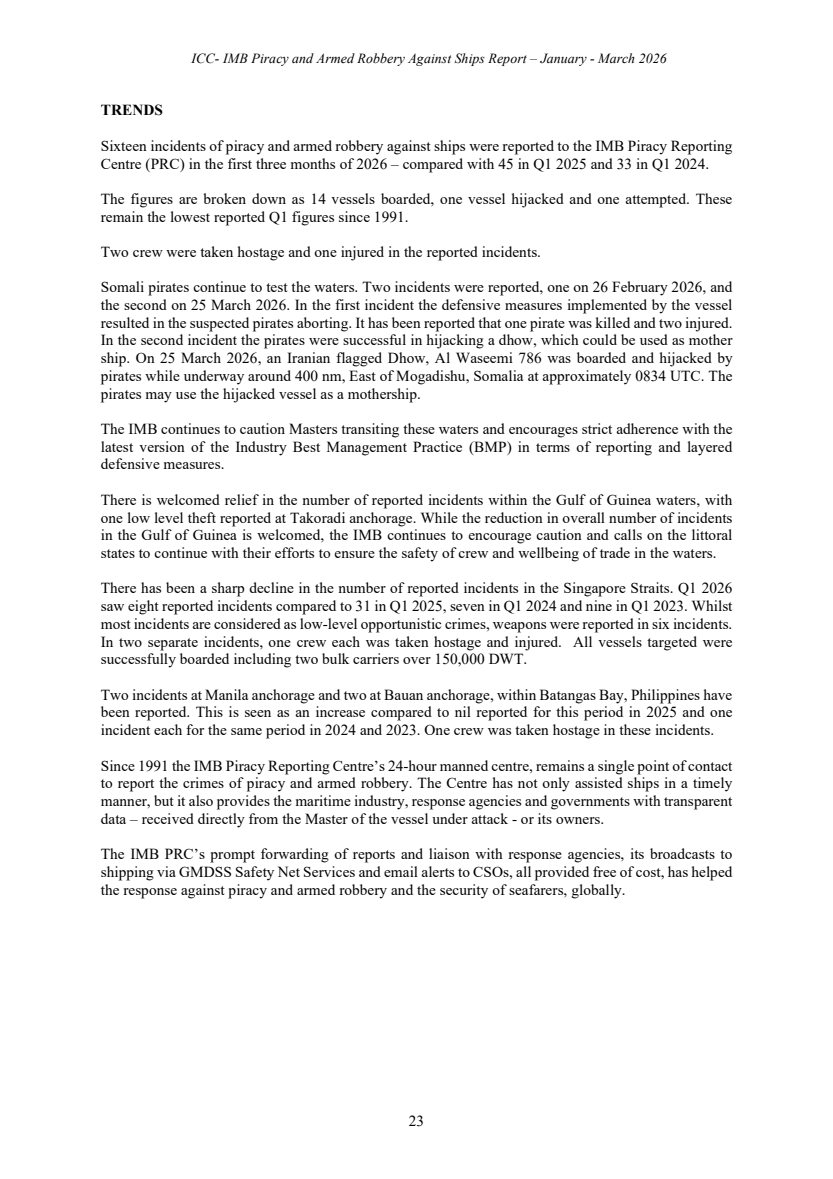 ICC- IMB Piracy and Armed Robbery Against Ships Report – January - March 2026
TRENDS
Sixteen incidents of piracy and armed robbery against ships were reported to the IMB Piracy Reporting
Centre (PRC) in the first three months of 2026 – compared with 45 in Q1 2025 and 33 in Q1 2024.
The figures are broken down as 14 vessels boarded, one vessel hijacked and one attempted. These
remain the lowest reported Q1 figures since 1991.
Two crew were taken hostage and one injured in the reported incidents.
Somali pirates continue to test the waters. Two incidents were reported, one on 26 February 2026, and
the second on 25 March 2026. In the first incident the defensive measures implemented by the vessel
resulted in the suspected pirates aborting. It has been reported that one pirate was killed and two injured.
In the second incident the pirates were successful in hijacking a dhow, which could be used as mother
ship. On 25 March 2026, an Iranian flagged Dhow, Al Waseemi 786 was boarded and hijacked by
pirates while underway around 400 nm, East of Mogadishu, Somalia at approximately 0834 UTC. The
pirates may use the hijacked vessel as a mothership.
The IMB continues to caution Masters transiting these waters and encourages strict adherence with the
latest version of the Industry Best Management Practice (BMP) in terms of reporting and layered
defensive measures.
There is welcomed relief in the number of reported incidents within the Gulf of Guinea waters, with
one low level theft reported at Takoradi anchorage. While the reduction in overall number of incidents
in the Gulf of Guinea is welcomed, the IMB continues to encourage caution and calls on the littoral
states to continue with their efforts to ensure the safety of crew and wellbeing of trade in the waters.
There has been a sharp decline in the number of reported incidents in the Singapore Straits. Q1 2026
saw eight reported incidents compared to 31 in Q1 2025, seven in Q1 2024 and nine in Q1 2023. Whilst
most incidents are considered as low-level opportunistic crimes, weapons were reported in six incidents.
In two separate incidents, one crew each was taken hostage and injured.  All vessels targeted were
successfully boarded including two bulk carriers over 150,000 DWT.
Two incidents at Manila anchorage and two at Bauan anchorage, within Batangas Bay, Philippines have
been reported. This is seen as an increase compared to nil reported for this period in 2025 and one
incident each for the same period in 2024 and 2023. One crew was taken hostage in these incidents.
Since 1991 the IMB Piracy Reporting Centre’s 24-hour manned centre, remains a single point of contact
to report the crimes of piracy and armed robbery. The Centre has not only assisted ships in a timely
manner, but it also provides the maritime industry, response agencies and governments with transparent
data – received directly from the Master of the vessel under attack - or its owners.
The IMB PRC’s prompt forwarding of reports and liaison with response agencies, its broadcasts to
shipping via GMDSS Safety Net Services and email alerts to CSOs, all provided free of cost, has helped
the response against piracy and armed robbery and the security of seafarers, globally.
23